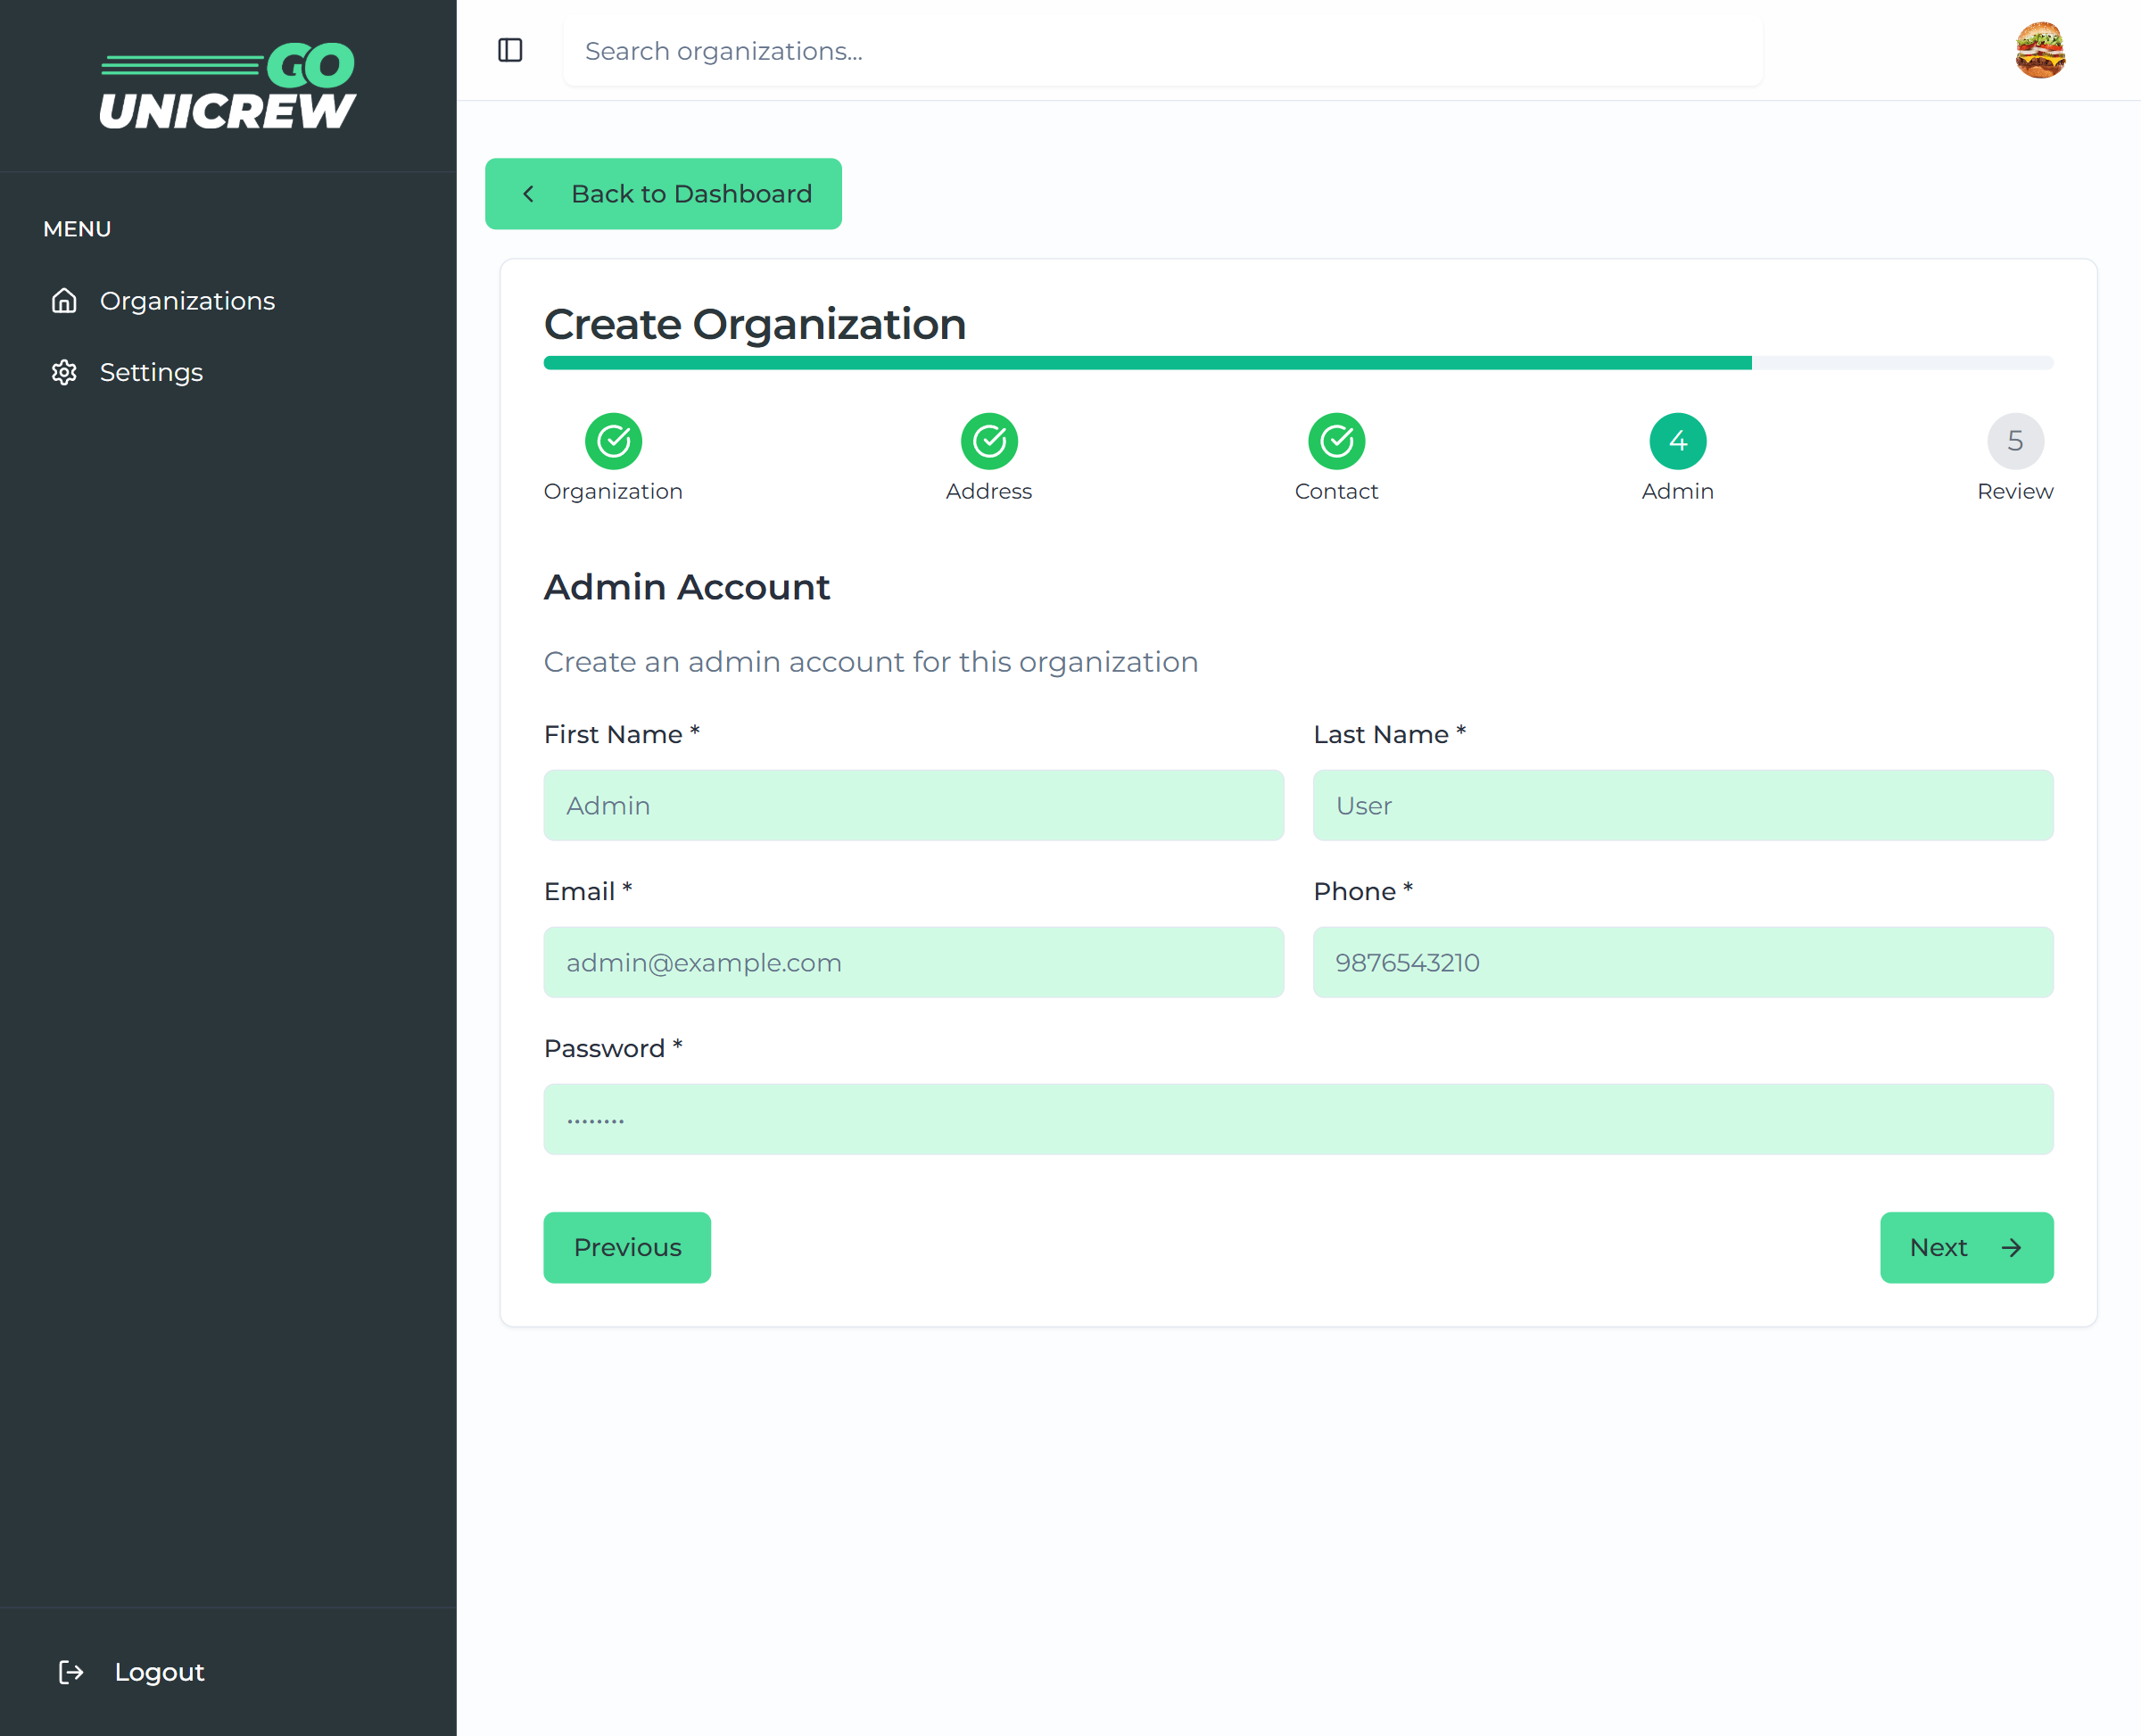 GO
UNICREW
MENU
Organizations
Settings
Logout
Search organizations...
Back to Dashboard
Create Organization
Organization
Address
Contact
4
Admin
5
Review
Admin Account
Create an admin account for this organization
First Name *
Last Name *
Admin
User
Email *
Phone *
admin@example.com
9876543210
Password *
........
Previous
Next